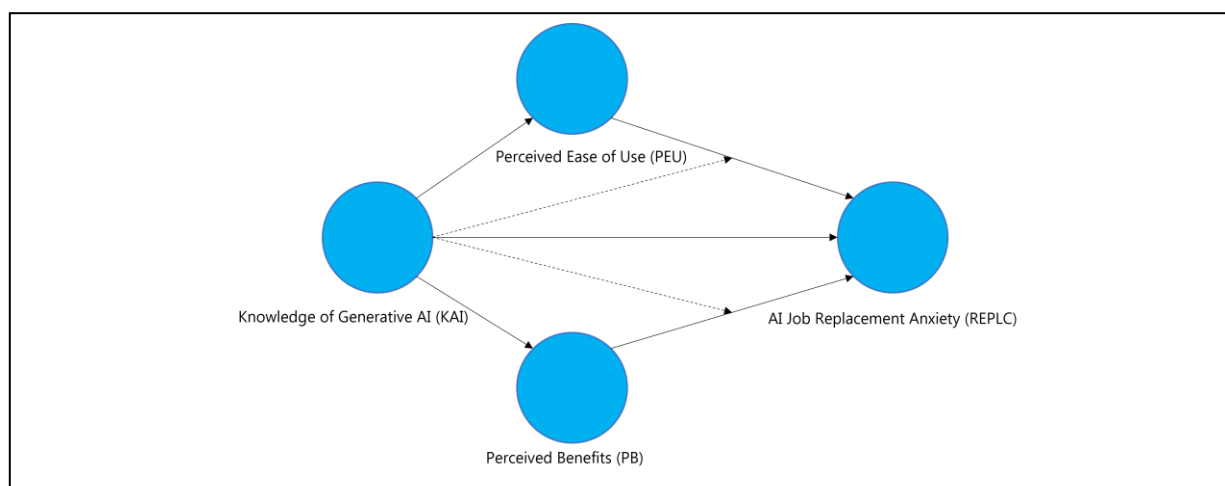 Perceived Ease of Use (PEU)
Knowledge of Generative AI (KAI)
AI Job Replacement Anxiety (REPLC)
Perceived Benefits (PB)